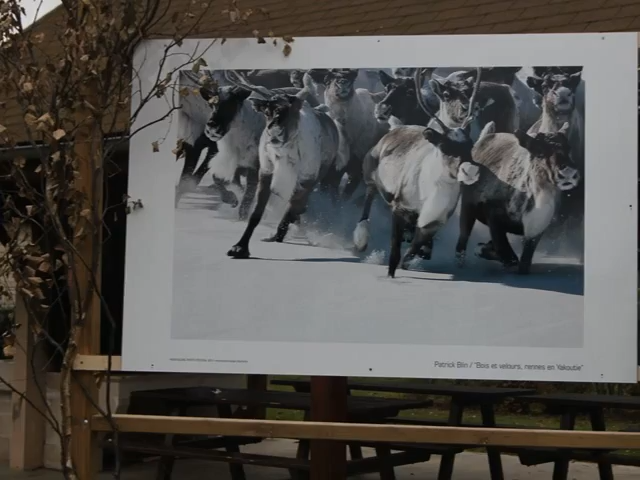 Patrick Blin / "Bois et velours, rennes en Yakoutie"